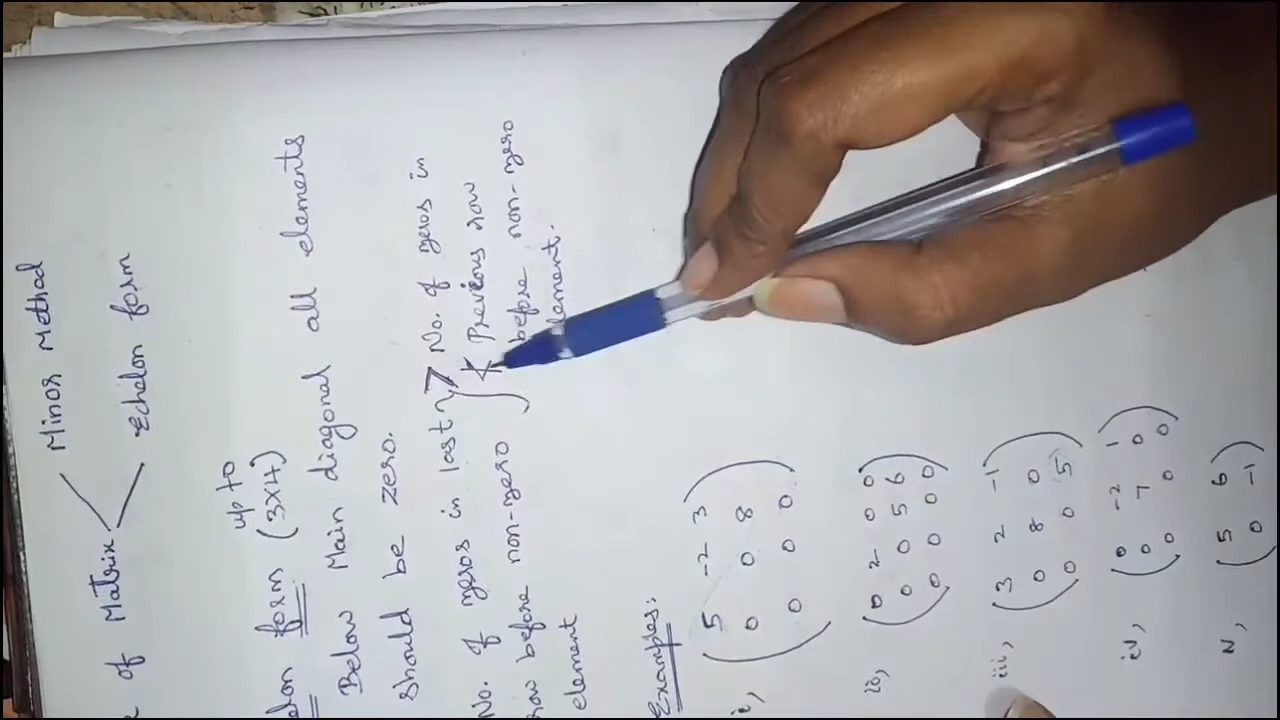 Minor Method
of Matrix
Echelon form
form up to (3x4)
Below Main diagonal all elements
should be zero.
No. of zeros in last
row before non-zero
element
> No. of zeros in
Previous row
before non-zero
element.
Examples:
i, 5 -2 3
0 0 8
0 0 0
ii, 0 2 0 0
0 0 5 6
0 0 0 0
iii, 3 2 -1
0 8 0
0 0 5
iv, 0 -2 1
0 7 0
0 0 0
v, 5 6
0 -1